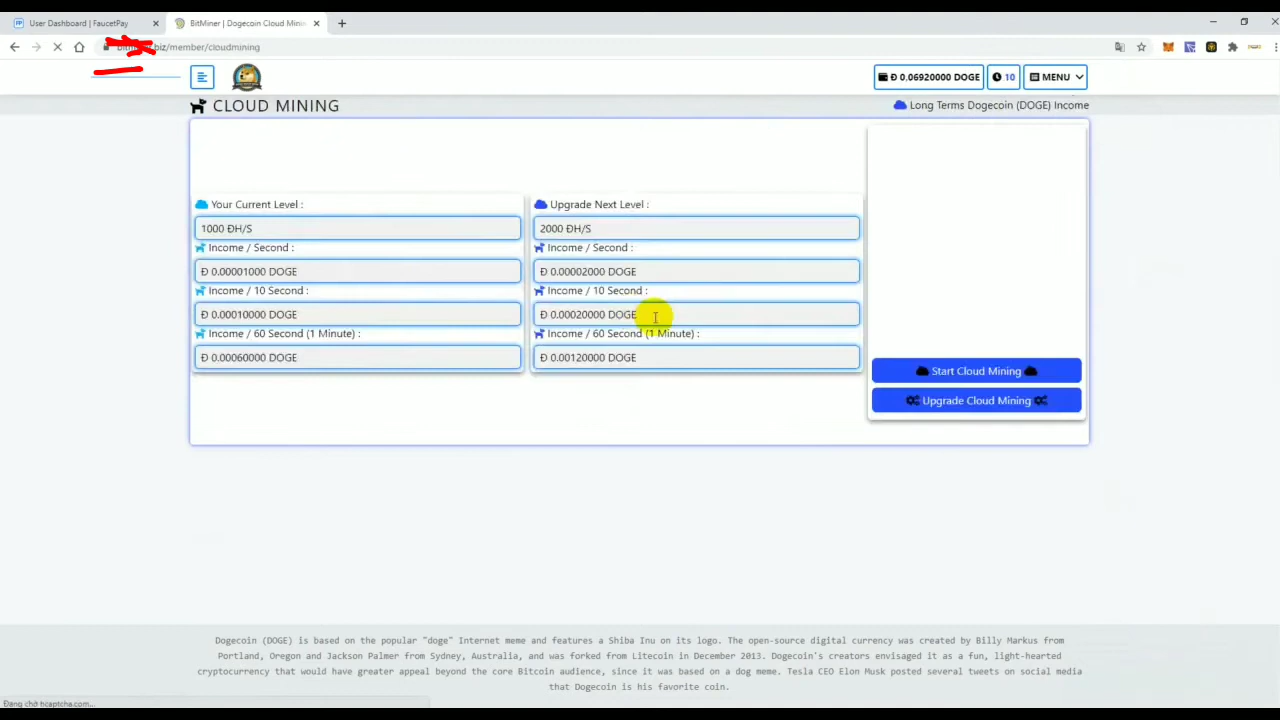 User Dashboard | FaucetPay
BitMiner | Dogecoin Cloud Minin
.biz/member/cloudmining
Đ 0.06920000 DOGE
10
MENU
CLOUD MINING
Long Terms Dogecoin (DOGE) Income
Your Current Level :
1000 ĐH/S
Income / Second :
Đ 0.00001000 DOGE
Income / 10 Second :
Đ 0.00010000 DOGE
Income / 60 Second (1 Minute) :
Đ 0.00060000 DOGE
Upgrade Next Level :
2000 ĐH/S
Income / Second :
Đ 0.00002000 DOGE
Income / 10 Second :
Đ 0.00020000 DOGE
Income / 60 Second (1 Minute) :
Đ 0.00120000 DOGE
Start Cloud Mining
Upgrade Cloud Mining
Dogecoin (DOGE) is based on the popular "doge" Internet meme and features a Shiba Inu on its logo. The open-source digital currency was created by Billy Markus from
Portland, Oregon and Jackson Palmer from Sydney, Australia, and was forked from Litecoin in December 2013. Dogecoin's creators envisaged it as a fun, light-hearted
cryptocurrency that would have greater appeal beyond the core Bitcoin audience, since it was based on a dog meme. Tesla CEO Elon Musk posted several tweets on social media
that Dogecoin is his favorite coin.
Đang chờ hcaptcha.com...